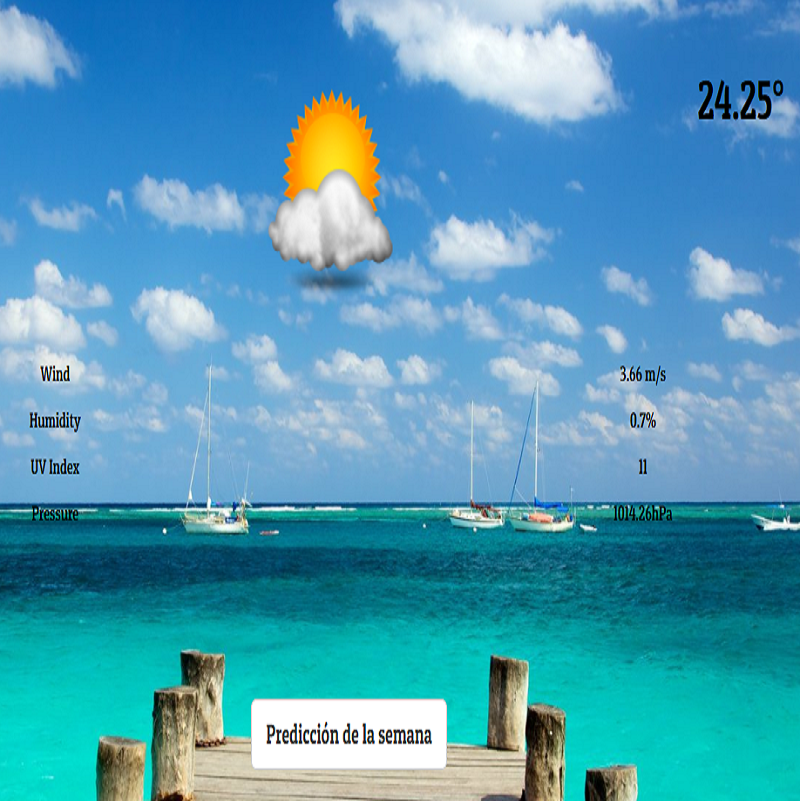 24.25°
Wind 3.66 m/s
Humidity 0.7%
UV Index 11
Pressure 1014.26hPa
Predicción de la semana